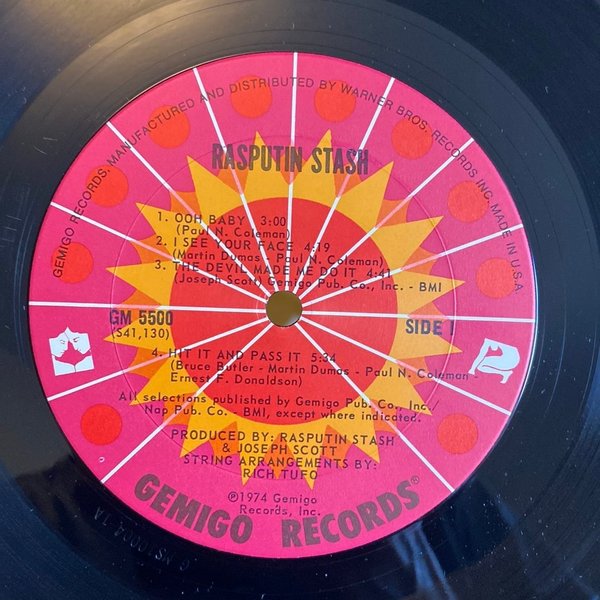 GEMIGO RECORDS. MANUFACTURED AND DISTRIBUTED BY WARNER BROS. RECORDS INC. MADE IN U.S.A
RASPUTIN STASH
1. OOH BABY 3:00
(Paul N. Coleman)
2. I SEE YOUR FACE 4:19
(Martin Dumas - Paul N. Coleman)
3. THE DEVIL MADE ME DO IT 4:41
(Joseph Scott) Gemigo Pub. Co., Inc. - BMI
GM 5500
(S41,130)
SIDE 1
4. HIT IT AND PASS IT 5:34
(Bruce Butler - Martin Dumas - Paul N. Coleman -
Ernest F. Donaldson)
All selections published by Gemigo Pub. Co., Inc./
Nap Pub. Co. - BMI, except where indicated.
PRODUCED BY: RASPUTIN STASH
& JOSEPH SCOTT
STRING ARRANGEMENTS BY:
RICH TUFO
℗1974 Gemigo
Records, Inc.
GEMIGO RECORDS®